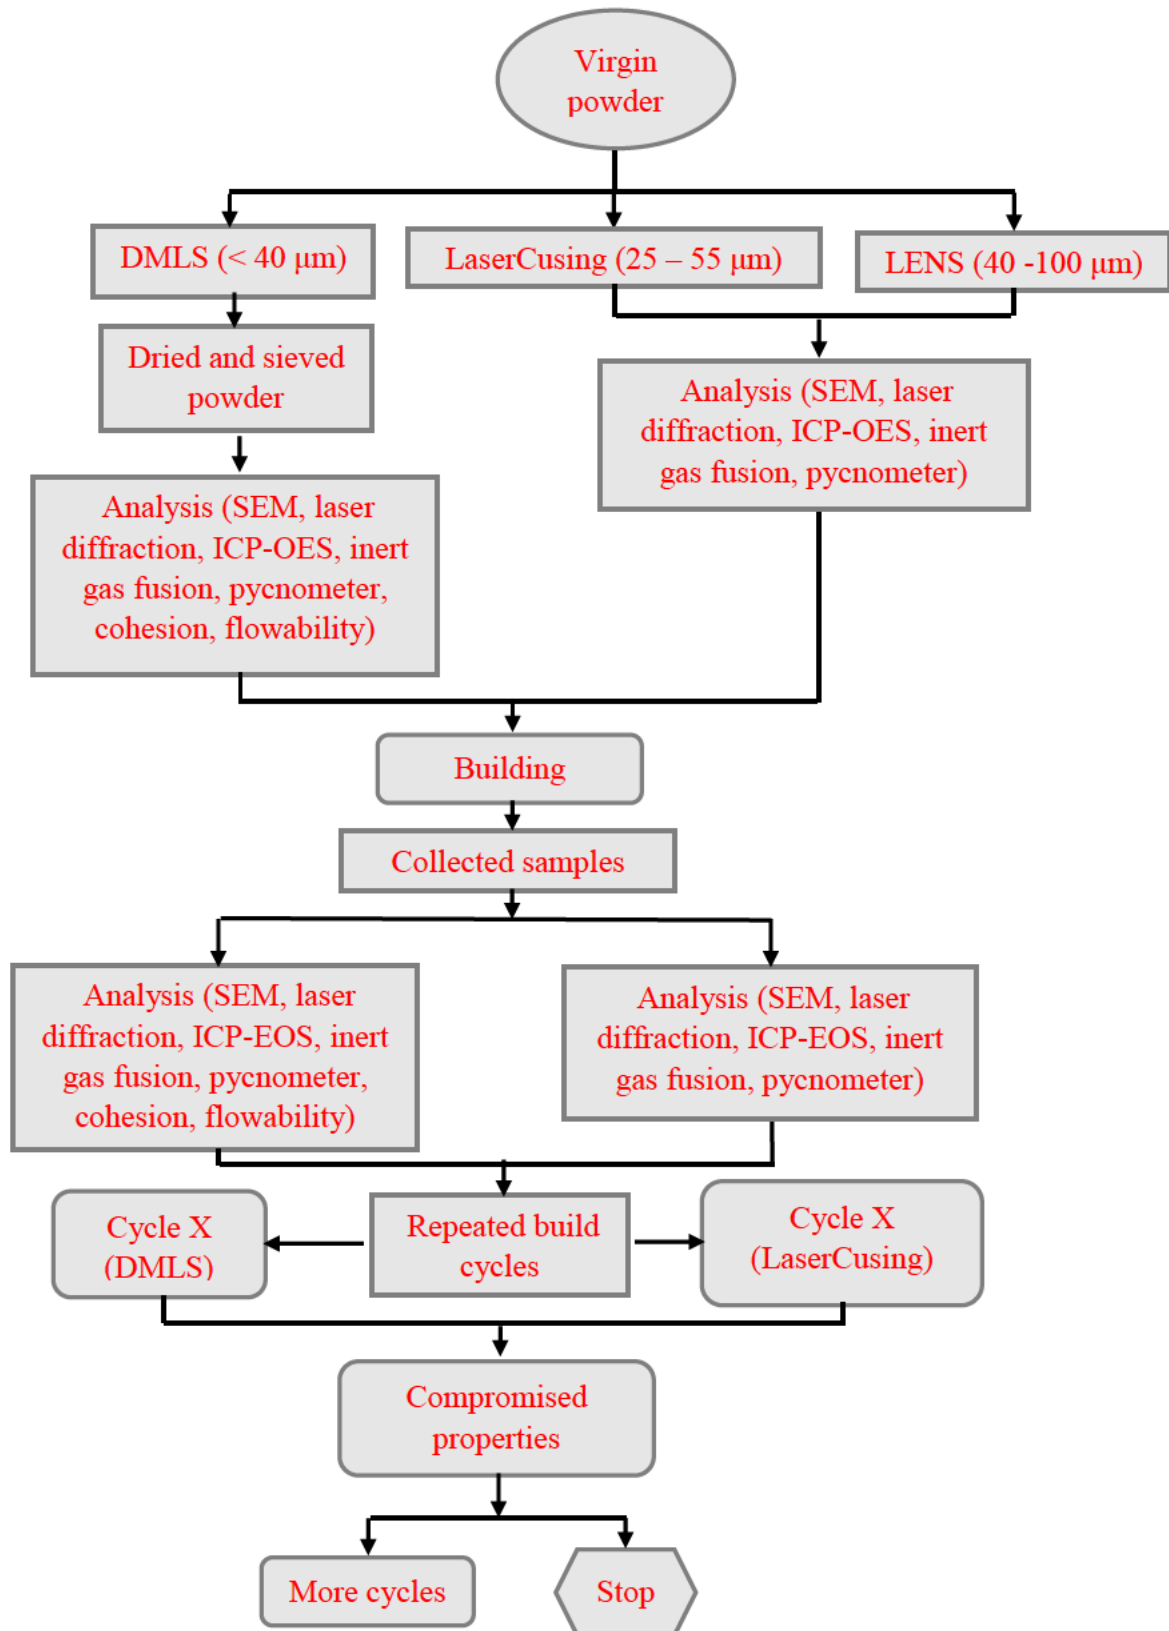 Virgin
powder
DMLS (< 40 μm)
LaserCusing (25 – 55 μm)
LENS (40 -100 μm)
Dried and sieved
powder
Analysis (SEM, laser
diffraction, ICP-OES, inert
gas fusion, pycnometer)
Analysis (SEM, laser
diffraction, ICP-OES, inert
gas fusion, pycnometer,
cohesion, flowability)
Building
Collected samples
Analysis (SEM, laser
diffraction, ICP-EOS, inert
gas fusion, pycnometer,
cohesion, flowability)
Analysis (SEM, laser
diffraction, ICP-EOS, inert
gas fusion, pycnometer)
Cycle X
(DMLS)
Repeated build
cycles
Cycle X
(LaserCusing)
Compromised
properties
More cycles
Stop